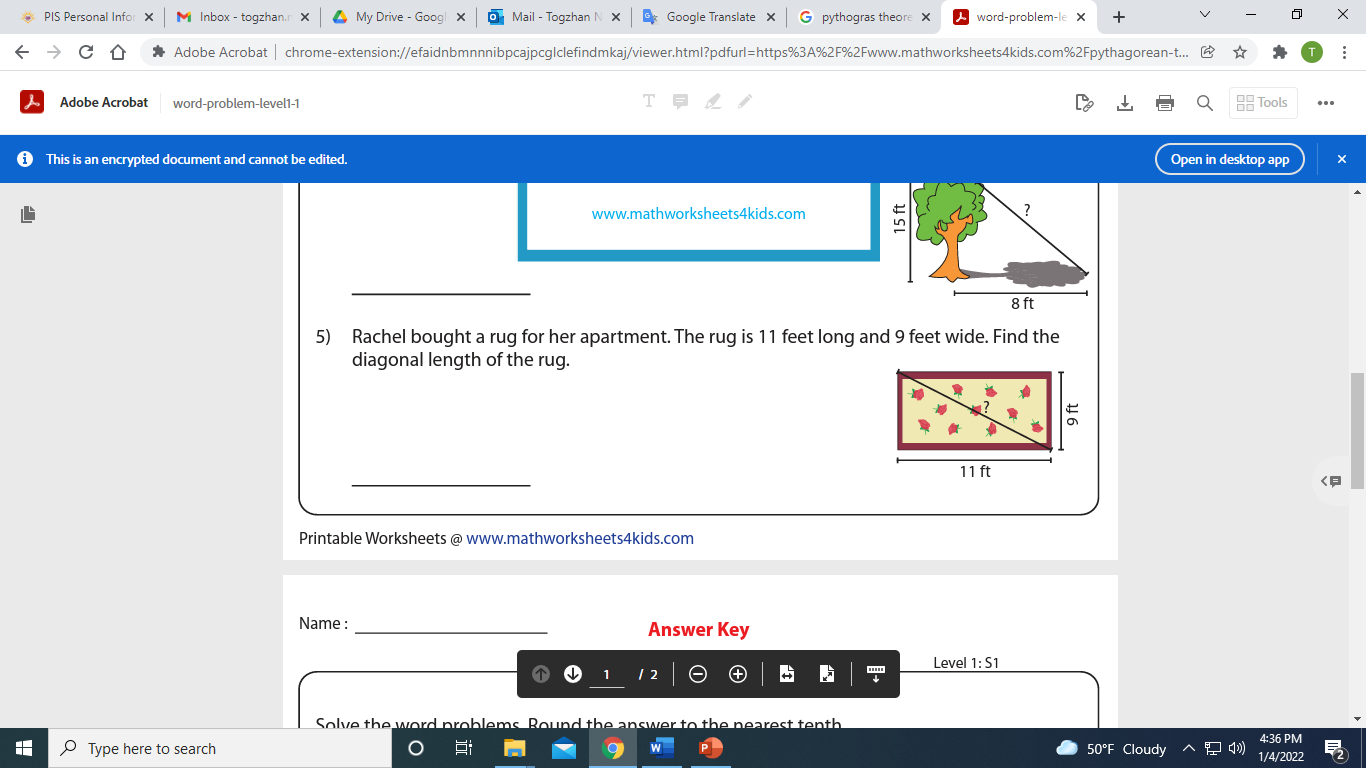 PIS Personal Infor
Inbox - togzhan.r
My Drive - Googl
Mail - Togzhan N
Google Translate
pythogras theore
word-problem-le
Adobe Acrobat
chrome-extension://efaidnbmnnnibpcajpcglclefindmkaj/viewer.html?pdfurl=https%3A%2F%2Fwww.mathworksheets4kids.com%2Fpythagorean-t...
T
Adobe Acrobat
word-problem-level1-1
Tools
This is an encrypted document and cannot be edited.
Open in desktop app
www.mathworksheets4kids.com
15 ft
?
8 ft
5) Rachel bought a rug for her apartment. The rug is 11 feet long and 9 feet wide. Find the
diagonal length of the rug.
?
9 ft
11 ft
Printable Worksheets @ www.mathworksheets4kids.com
Name :
Answer Key
Level 1: S1
1 / 2
Solve the word problems. Round the answer to the nearest tenth.
Type here to search
50°F Cloudy
4:36 PM
1/4/2022
2